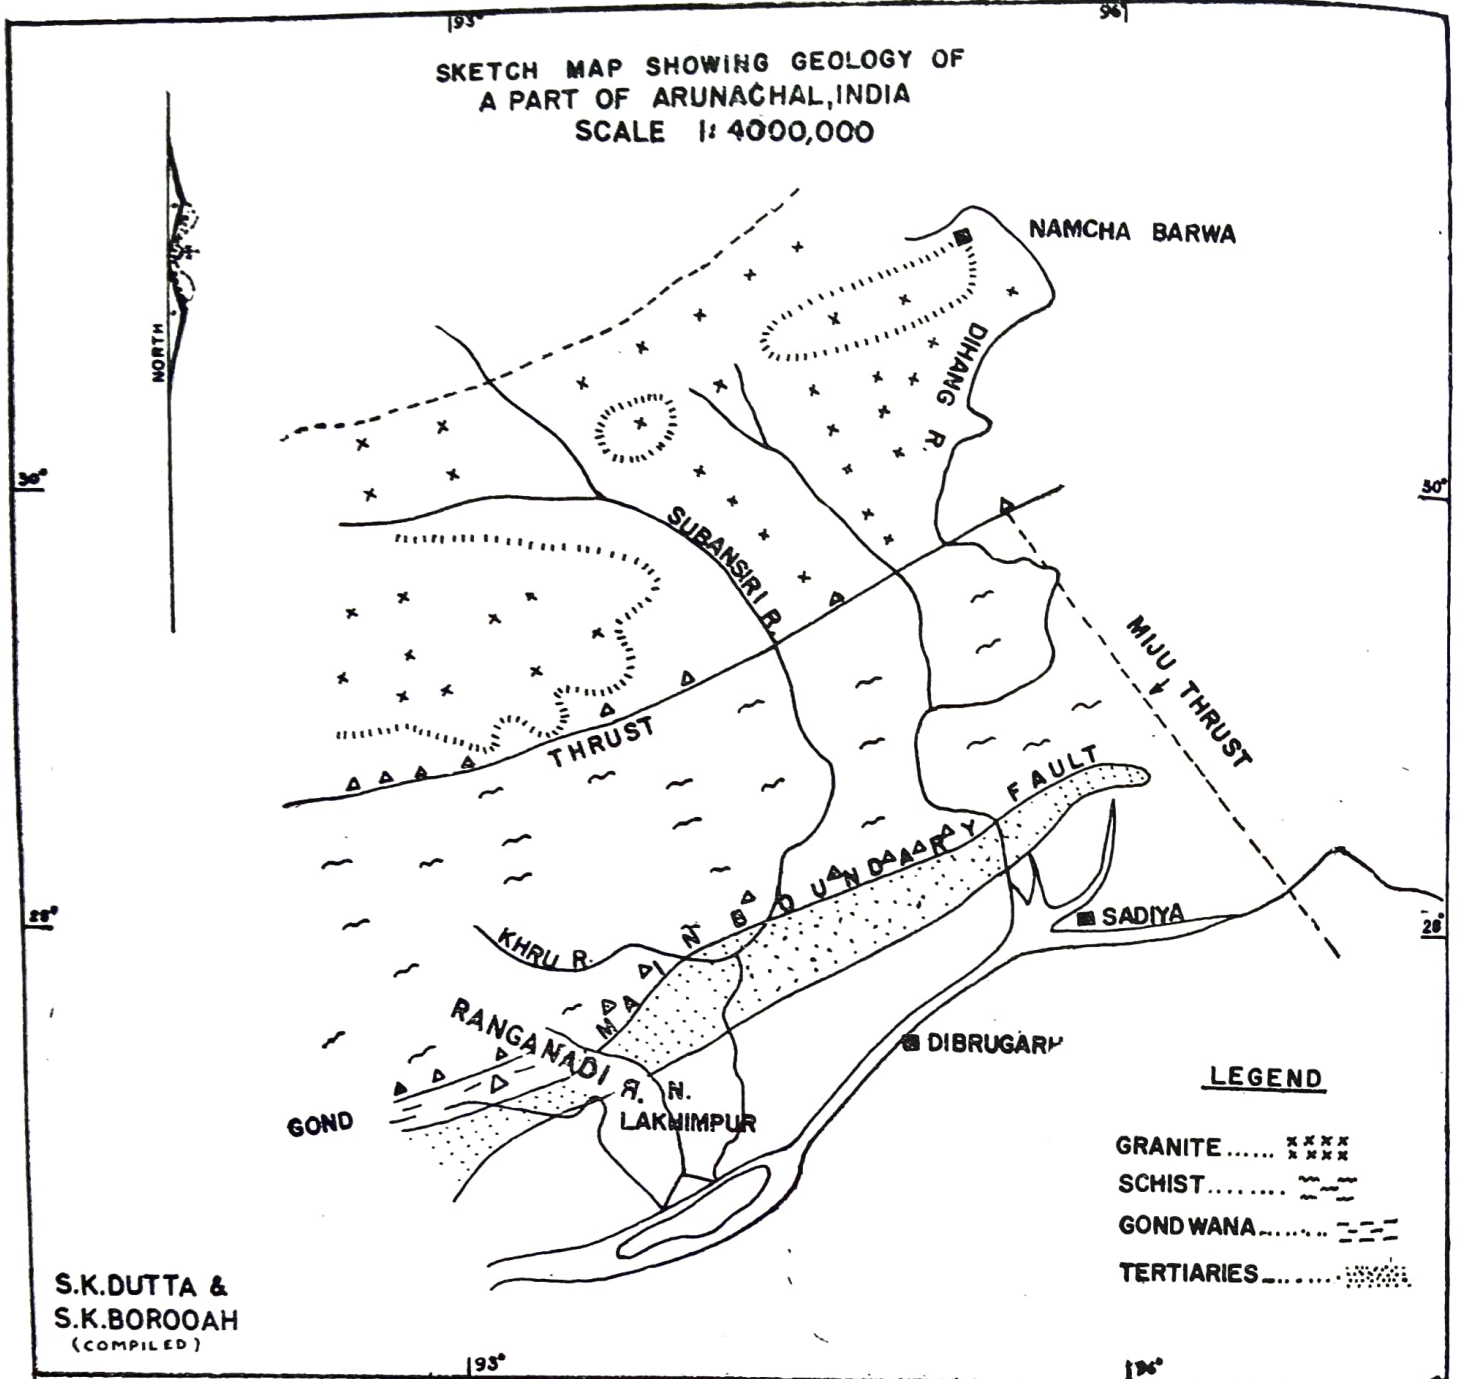 93°
96°
SKETCH MAP SHOWING GEOLOGY OF
A PART OF ARUNACHAL, INDIA
SCALE 1: 4000,000
NORTH
NAMCHA BARWA
DIHANG R.
30°
30°
SUBANSIRI R.
MIJU THRUST
THRUST
MAIN BOUNDARY FAULT
28°
28°
SADIYA
KHRU R.
RANGANADI R.
DIBRUGARH
N.
LAKHIMPUR
GOND
LEGEND
GRANITE......
SCHIST........
GONDWANA.......
TERTIARIES........
S.K.DUTTA &
S.K.BOROOAH
(COMPILED)
93°
96°